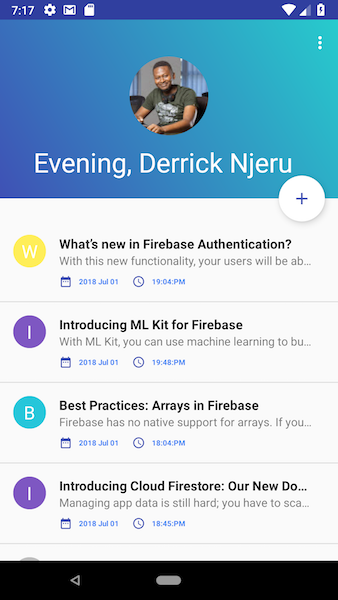 7:17
Evening, Derrick Njeru
+
W
What's new in Firebase Authentication?
With this new functionality, your users will be ab...
2018 Jul 01 19:04:PM
I
Introducing ML Kit for Firebase
With ML Kit, you can use machine learning to bu...
2018 Jul 01 19:48:PM
B
Best Practices: Arrays in Firebase
Firebase has no native support for arrays. If you...
2018 Jul 01 18:04:PM
I
Introducing Cloud Firestore: Our New Do...
Managing app data is still hard; you have to sca...
2018 Jul 01 18:45:PM